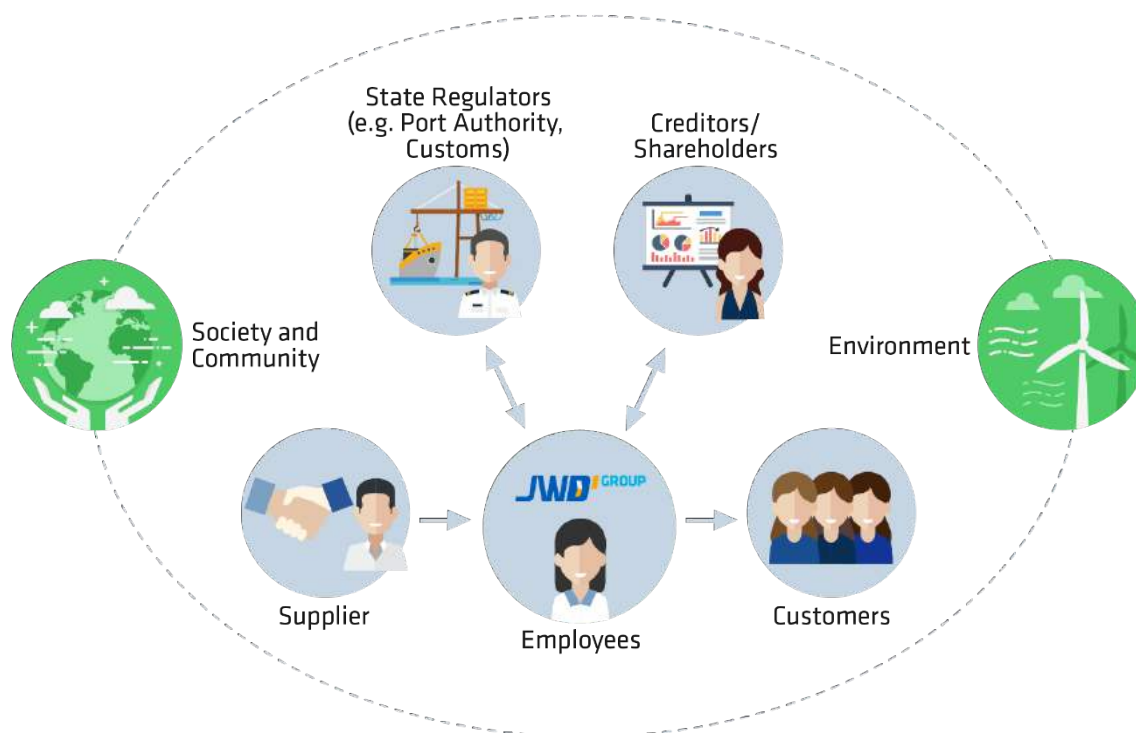 State Regulators
(e.g. Port Authority,
Customs)
Creditors/
Shareholders
Society and
Community
Environment
JWD GROUP
Supplier
Employees
Customers